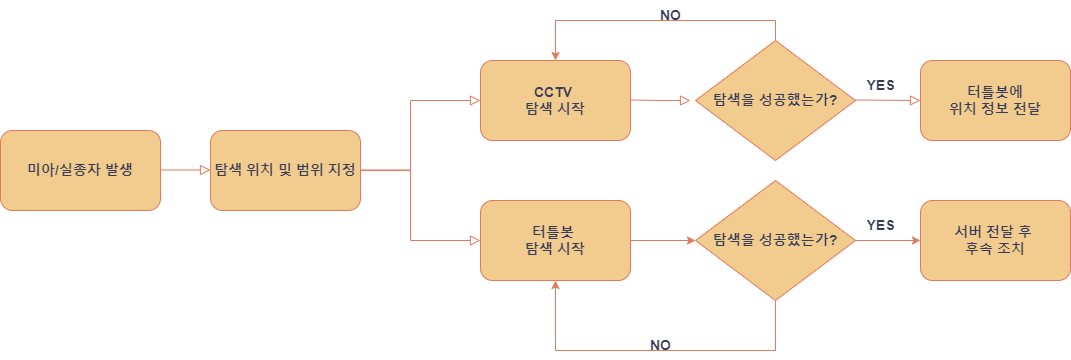 NO
CCTV
탐색 시작
탐색을 성공했는가?
YES
터틀봇에
위치 정보 전달
미아/실종자 발생
탐색 위치 및 범위 지정
터틀봇
탐색 시작
탐색을 성공했는가?
YES
서버 전달 후
후속 조치
NO